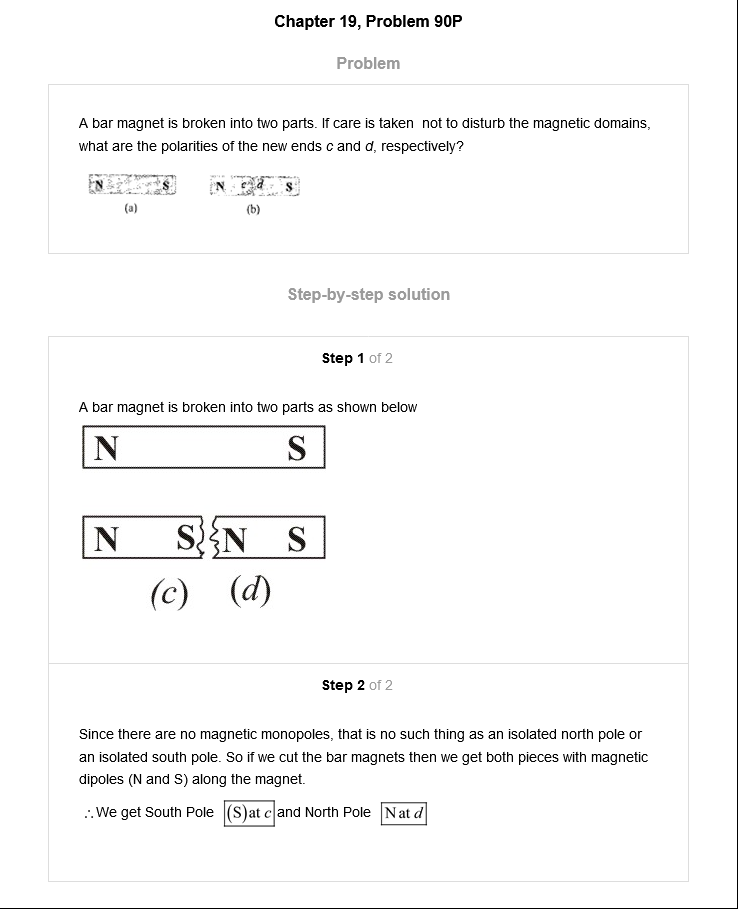 Chapter 19, Problem 90P
Problem
A bar magnet is broken into two parts. If care is taken not to disturb the magnetic domains,
what are the polarities of the new ends c and d, respectively?
N S N c d S
(a) (b)
Step-by-step solution
Step 1 of 2
A bar magnet is broken into two parts as shown below
N S
N S N S
(c) (d)
Step 2 of 2
Since there are no magnetic monopoles, that is no such thing as an isolated north pole or
an isolated south pole. So if we cut the bar magnets then we get both pieces with magnetic
dipoles (N and S) along the magnet.
∴ We get South Pole (S)at c and North Pole N at d